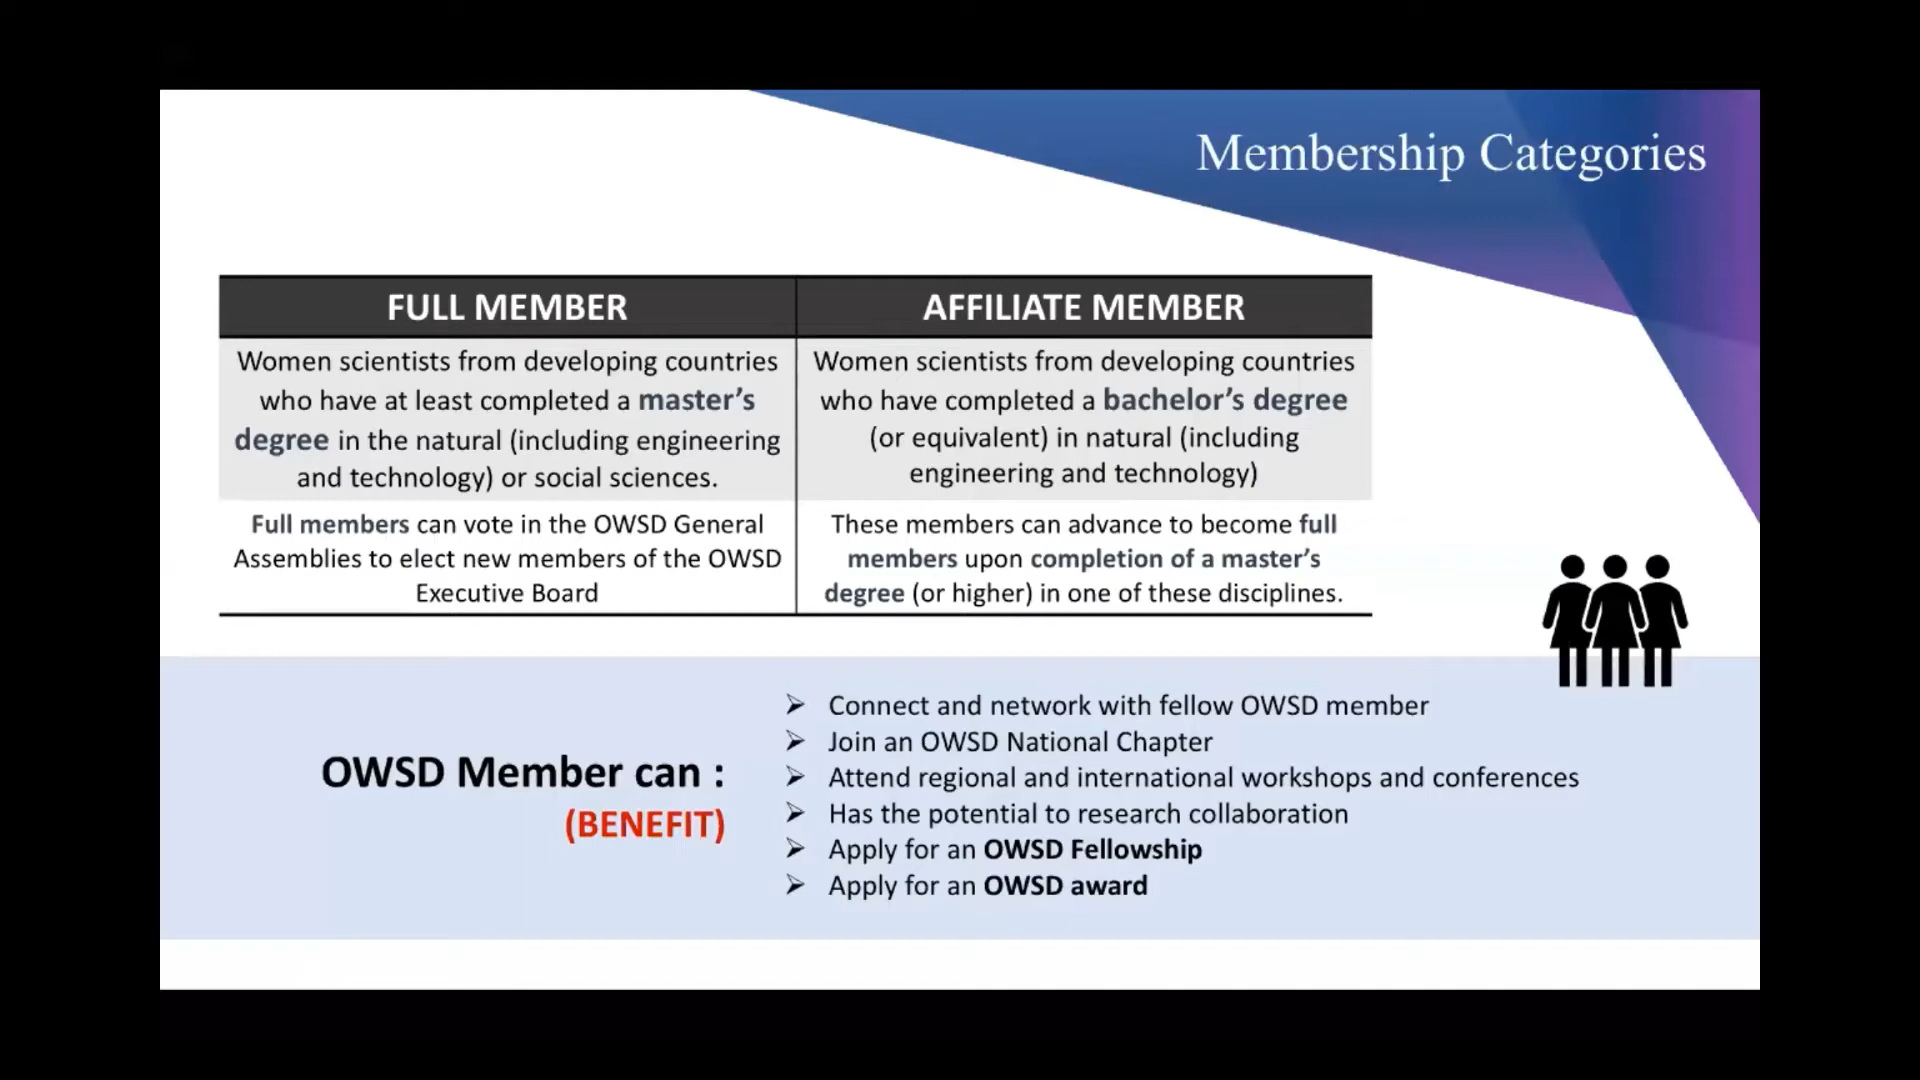 Membership Categories
FULL MEMBER
Women scientists from developing countries
who have at least completed a master’s
degree in the natural (including engineering
and technology) or social sciences.
Full members can vote in the OWSD General
Assemblies to elect new members of the OWSD
Executive Board
AFFILIATE MEMBER
Women scientists from developing countries
who have completed a bachelor’s degree
(or equivalent) in natural (including
engineering and technology)
These members can advance to become full
members upon completion of a master’s
degree (or higher) in one of these disciplines.
OWSD Member can :
(BENEFIT)
➢ Connect and network with fellow OWSD member
➢ Join an OWSD National Chapter
➢ Attend regional and international workshops and conferences
➢ Has the potential to research collaboration
➢ Apply for an OWSD Fellowship
➢ Apply for an OWSD award